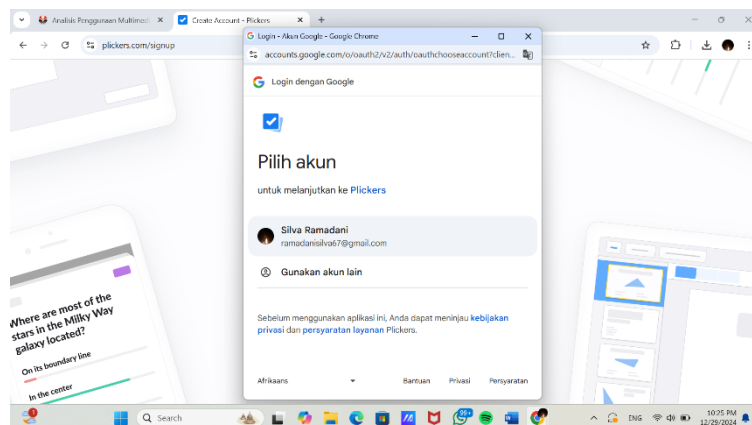 Analisis Penggunaan Multimedi
Create Account - Plickers
plickers.com/signup
Login - Akun Google - Google Chrome
accounts.google.com/o/oauth2/v2/auth/oauthchooseaccount?clien...
Login dengan Google
Pilih akun
untuk melanjutkan ke Plickers
Silva Ramadani
ramadanisilva67@gmail.com
Gunakan akun lain
Sebelum menggunakan aplikasi ini, Anda dapat meninjau kebijakan
privasi dan persyaratan layanan Plickers.
Afrikaans
Bantuan
Privasi
Persyaratan
Where are most of the
stars in the Milky Way
galaxy located?
On its boundary line
In the center
Search
99+
ENG
10:25 PM
12/29/2024